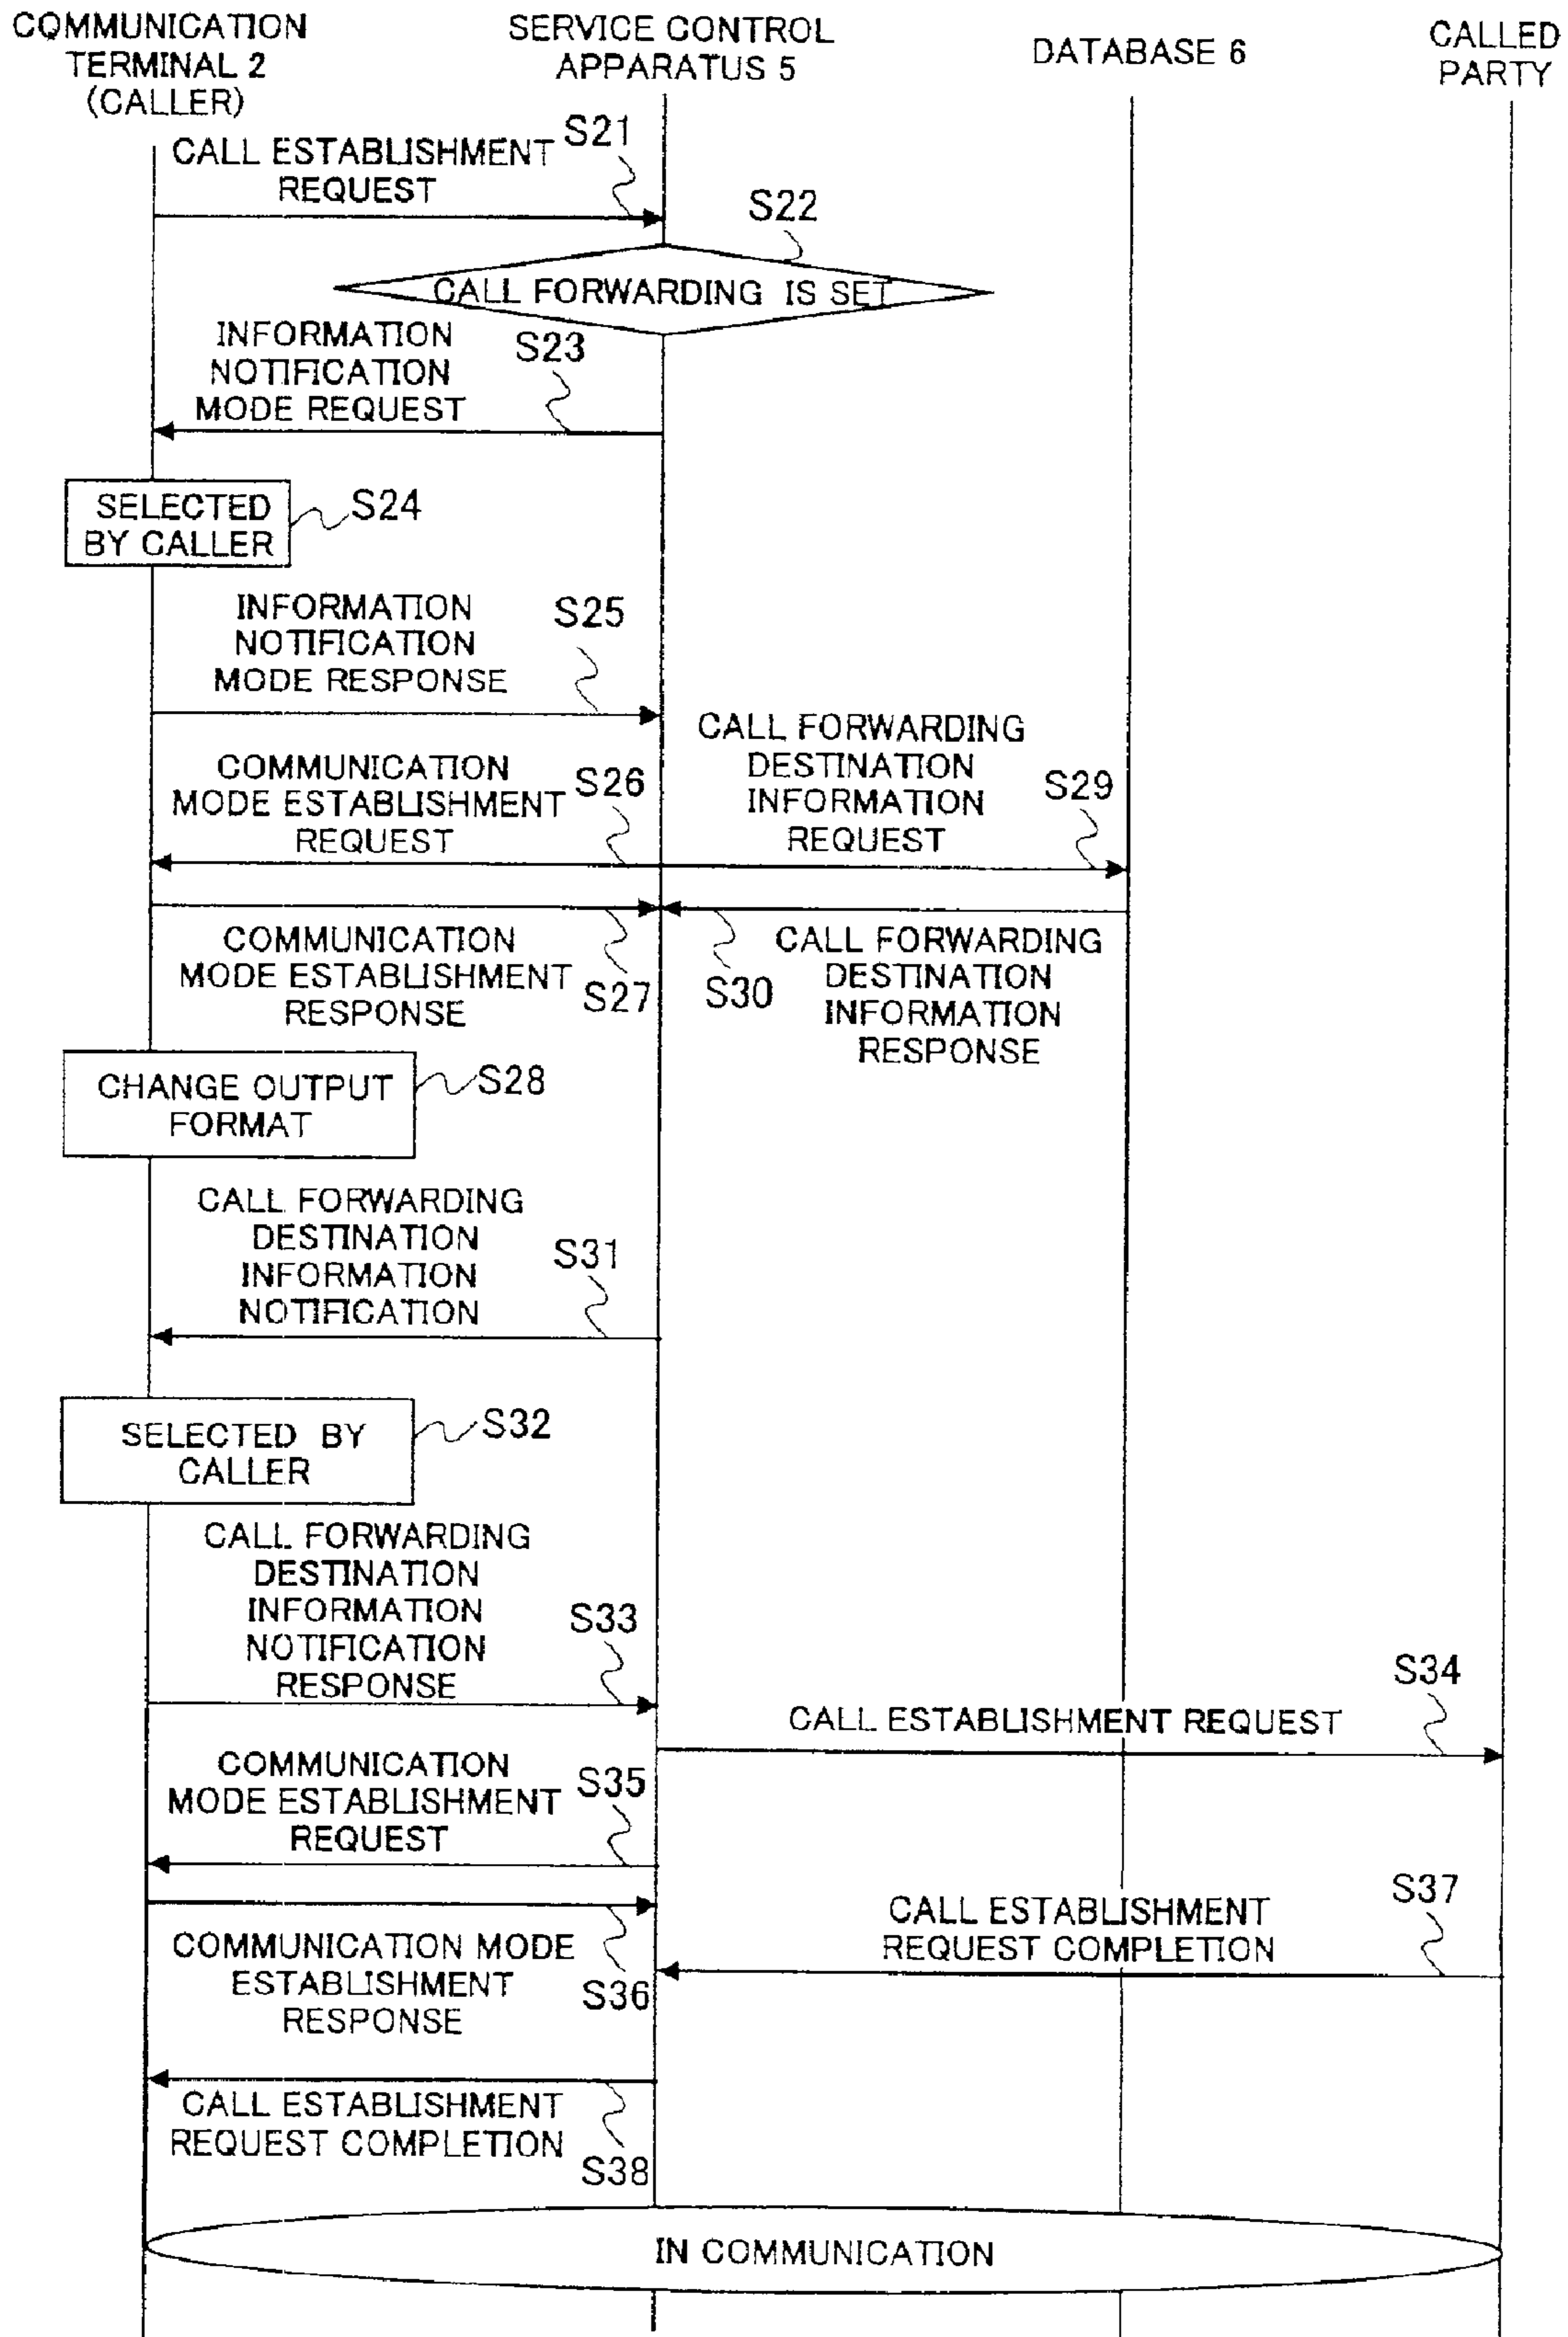 COMMUNICATION
TERMINAL 2
(CALLER)
SERVICE CONTROL
APPARATUS 5
DATABASE 6
CALLED
PARTY
CALL ESTABLISHMENT
REQUEST
S21
S22
CALL FORWARDING IS SET
INFORMATION
NOTIFICATION
MODE REQUEST
S23
SELECTED
BY CALLER
S24
INFORMATION
NOTIFICATION
MODE RESPONSE
S25
COMMUNICATION
MODE ESTABLISHMENT
REQUEST
S26
CALL FORWARDING
DESTINATION
INFORMATION
REQUEST
S29
COMMUNICATION
MODE ESTABLISHMENT
RESPONSE
S27
S30
CALL FORWARDING
DESTINATION
INFORMATION
RESPONSE
CHANGE OUTPUT
FORMAT
S28
CALL FORWARDING
DESTINATION
INFORMATION
NOTIFICATION
S31
SELECTED BY
CALLER
S32
CALL FORWARDING
DESTINATION
INFORMATION
NOTIFICATION
RESPONSE
S33
S34
CALL ESTABLISHMENT REQUEST
COMMUNICATION
MODE ESTABLISHMENT
REQUEST
S35
S37
CALL ESTABLISHMENT
REQUEST COMPLETION
COMMUNICATION MODE
ESTABLISHMENT
RESPONSE
S36
CALL ESTABLISHMENT
REQUEST COMPLETION
S38
IN COMMUNICATION